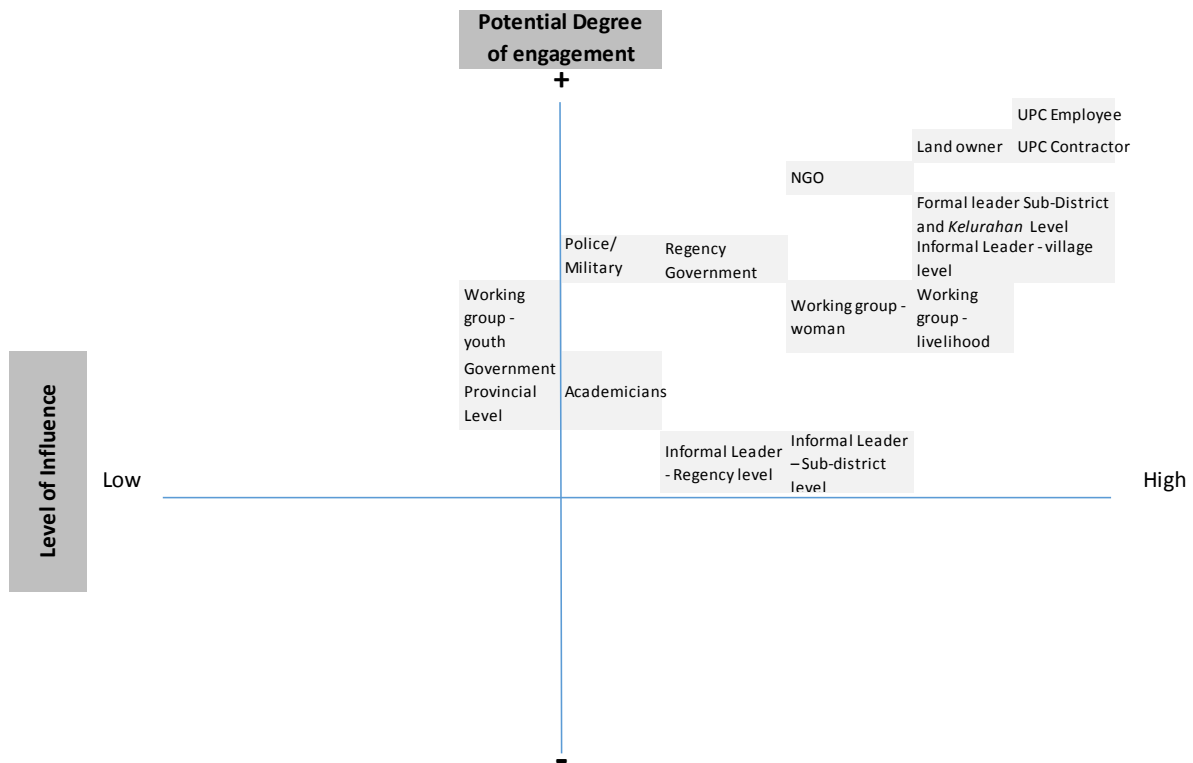 Potential Degree
of engagement
+
UPC Employee
Land owner
UPC Contractor
NGO
Formal leader Sub-District
and Kelurahan Level
Informal Leader - village
level
Police/
Military
Regency
Government
Working
group -
youth
Working group -
woman
Working
group -
livelihood
Government
Provincial
Level
Academicians
Informal Leader
- Regency level
Informal Leader
– Sub-district
level
Level of Influence
Low
High
-